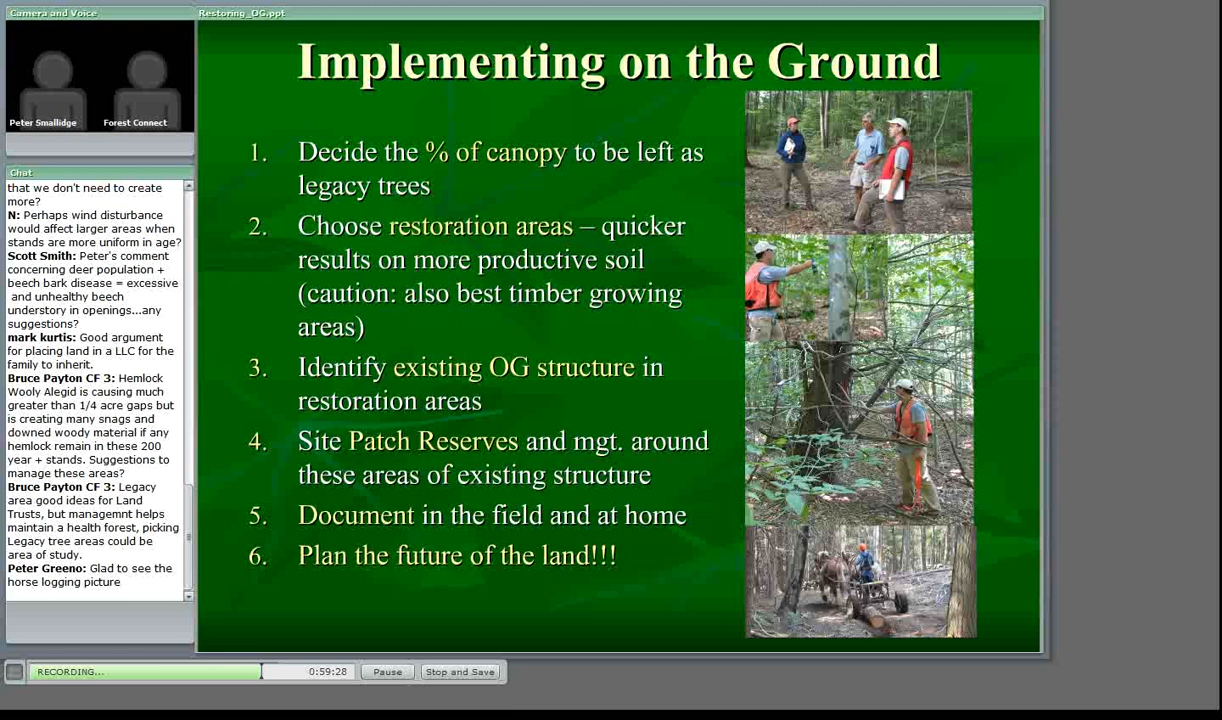 Camera and Voice
Peter Smallidge
Forest Connect
Chat
that we don't need to create
more?
N: Perhaps wind disturbance
would affect larger areas when
stands are more uniform in age?
Scott Smith: Peter's comment
concerning deer population +
beech bark disease = excessive
and unhealthy beech
understory in openings...any
suggestions?
mark kurtis: Good argument
for placing land in a LLC for the
family to inherit.
Bruce Payton CF 3: Hemlock
Wooly Alegid is causing much
greater than 1/4 acre gaps but
is creating many snags and
downed woody material if any
hemlock remain in these 200
year + stands. Suggestions to
manage these areas?
Bruce Payton CF 3: Legacy
area good ideas for Land
Trusts, but managemnt helps
maintain a health forest, picking
Legacy tree areas could be
area of study.
Peter Greeno: Glad to see the
horse logging picture
Restoring_OG.ppt
Implementing on the Ground
1. Decide the % of canopy to be left as
legacy trees
2. Choose restoration areas – quicker
results on more productive soil
(caution: also best timber growing
areas)
3. Identify existing OG structure in
restoration areas
4. Site Patch Reserves and mgt. around
these areas of existing structure
5. Document in the field and at home
6. Plan the future of the land!!!
RECORDING...
0:59:28
Pause
Stop and Save